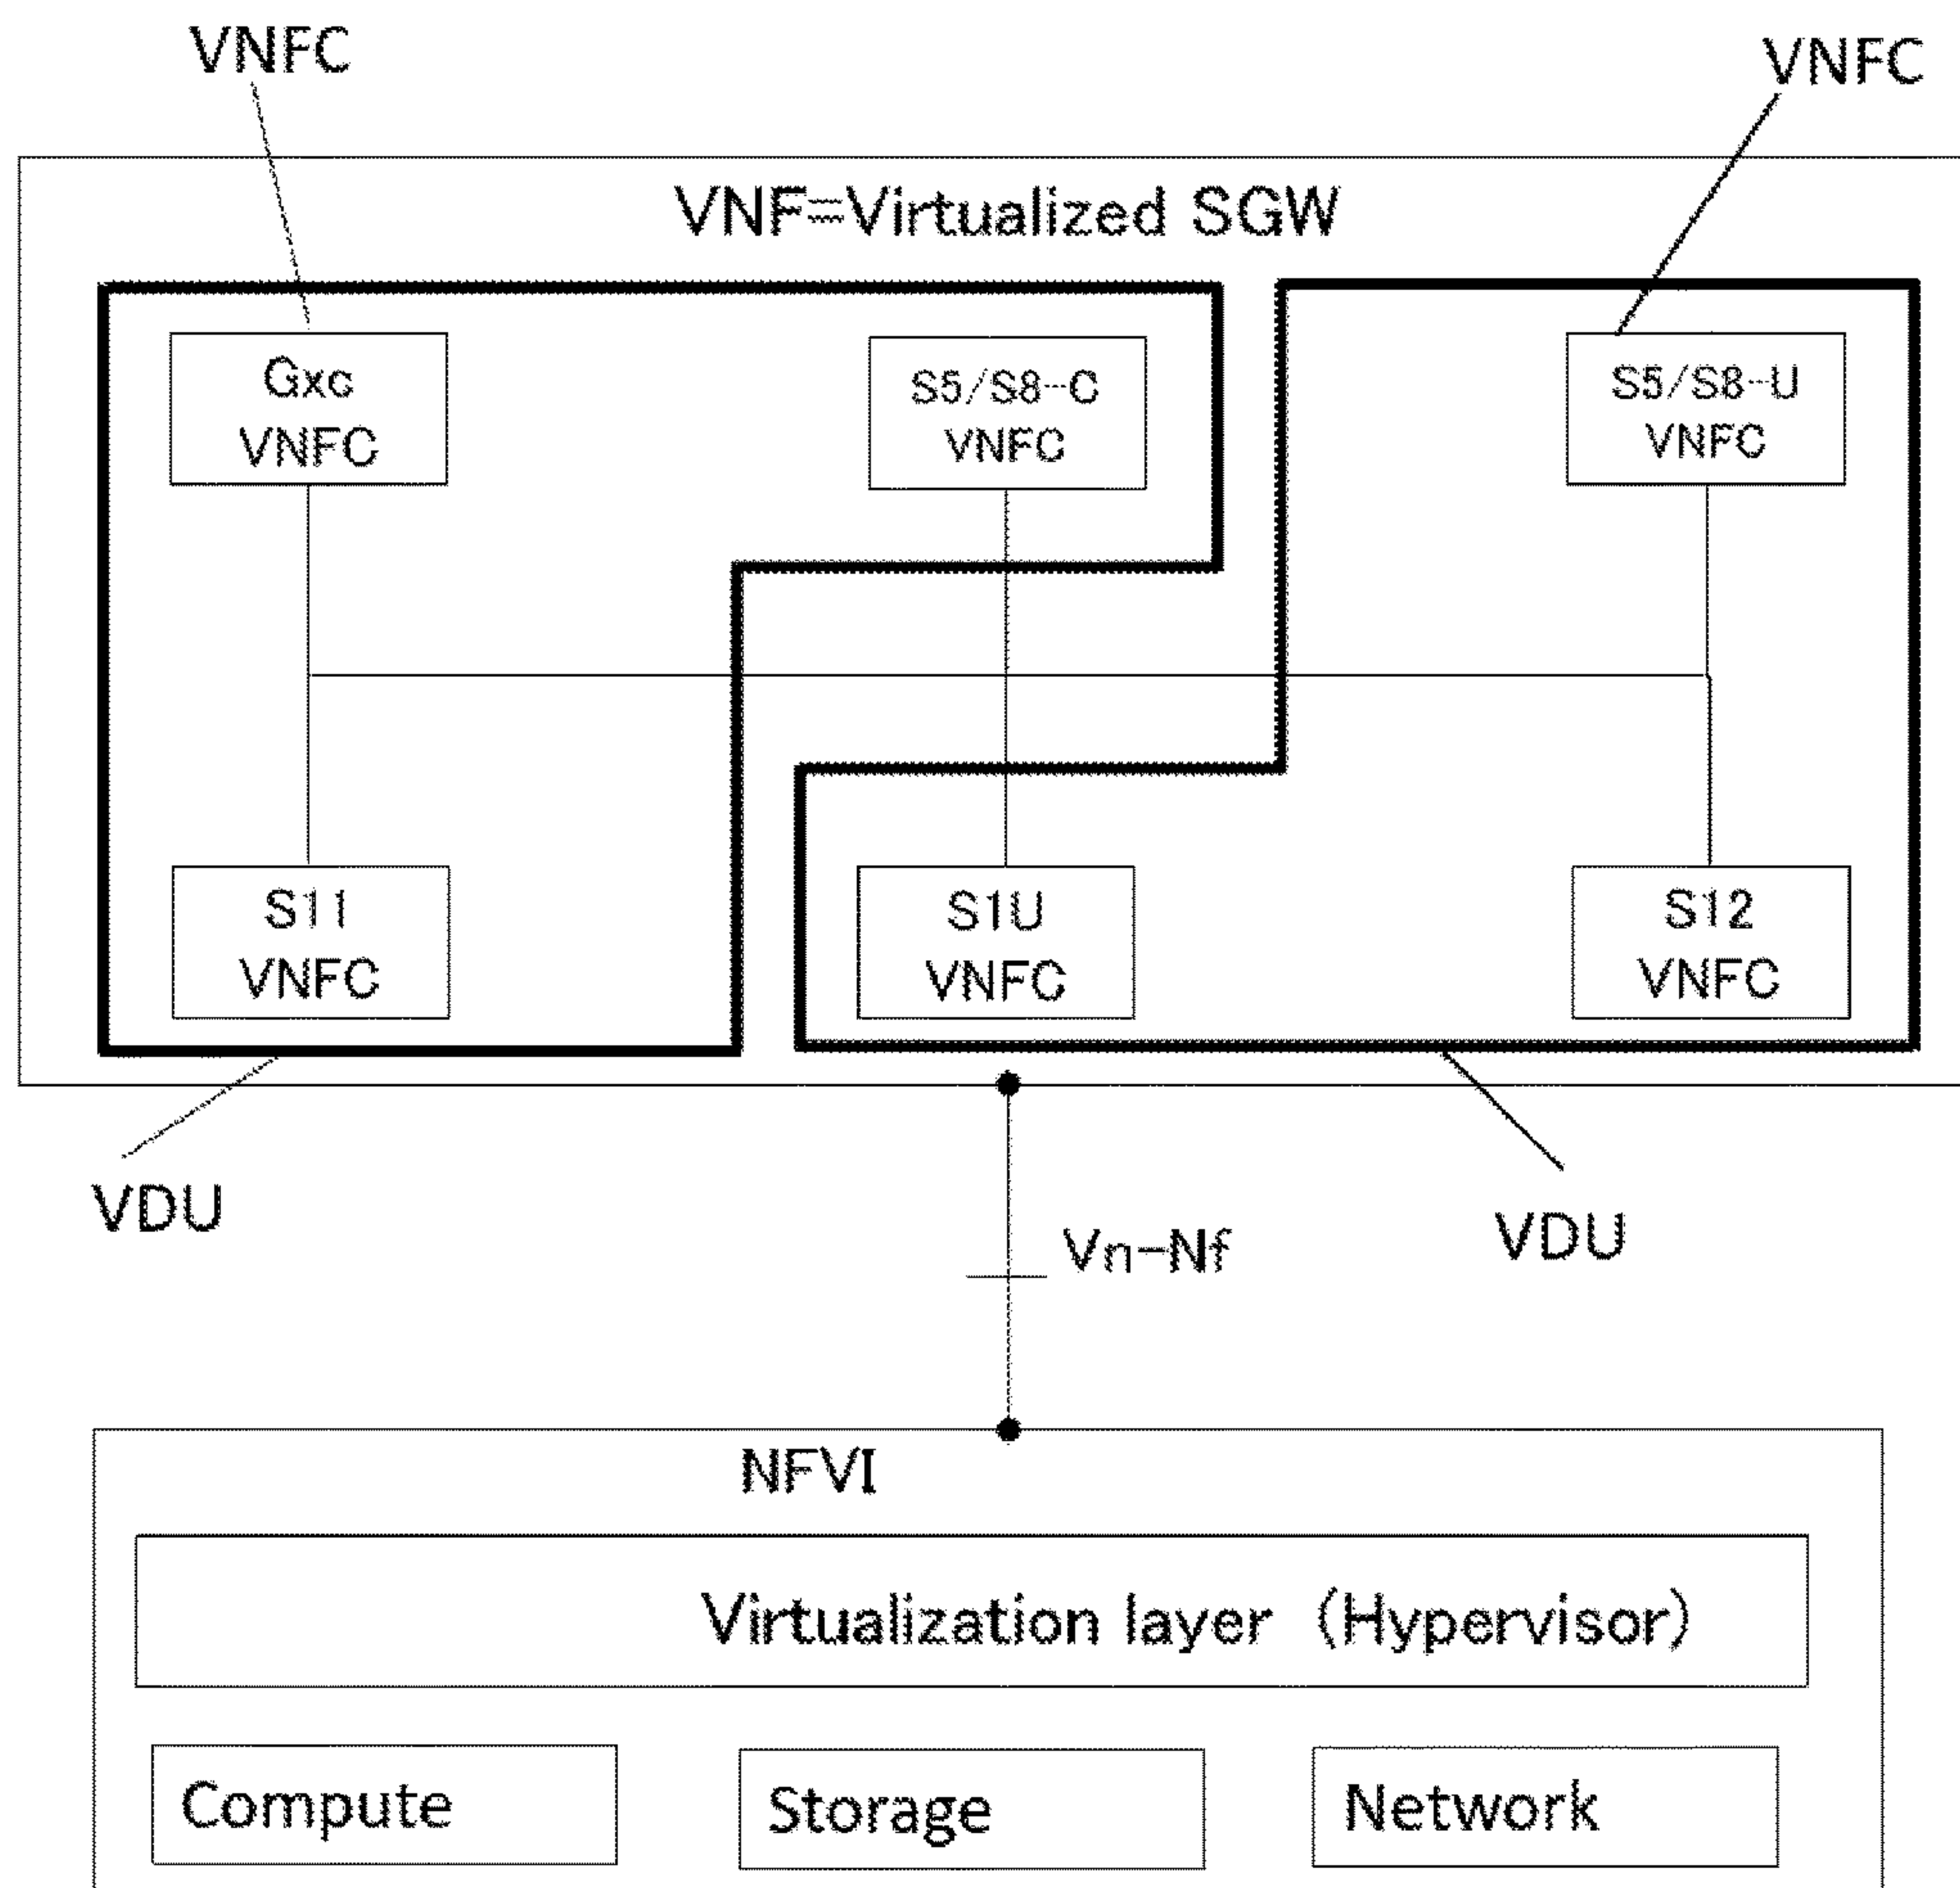 VNFC
VNFC
VNF=Virtualized SGW
Gxc
VNFC
S5/S8-C
VNFC
S5/S8-U
VNFC
S11
VNFC
S1U
VNFC
S12
VNFC
VDU
VDU
Vn-Nf
NFVI
Virtualization layer (Hypervisor)
Compute
Storage
Network